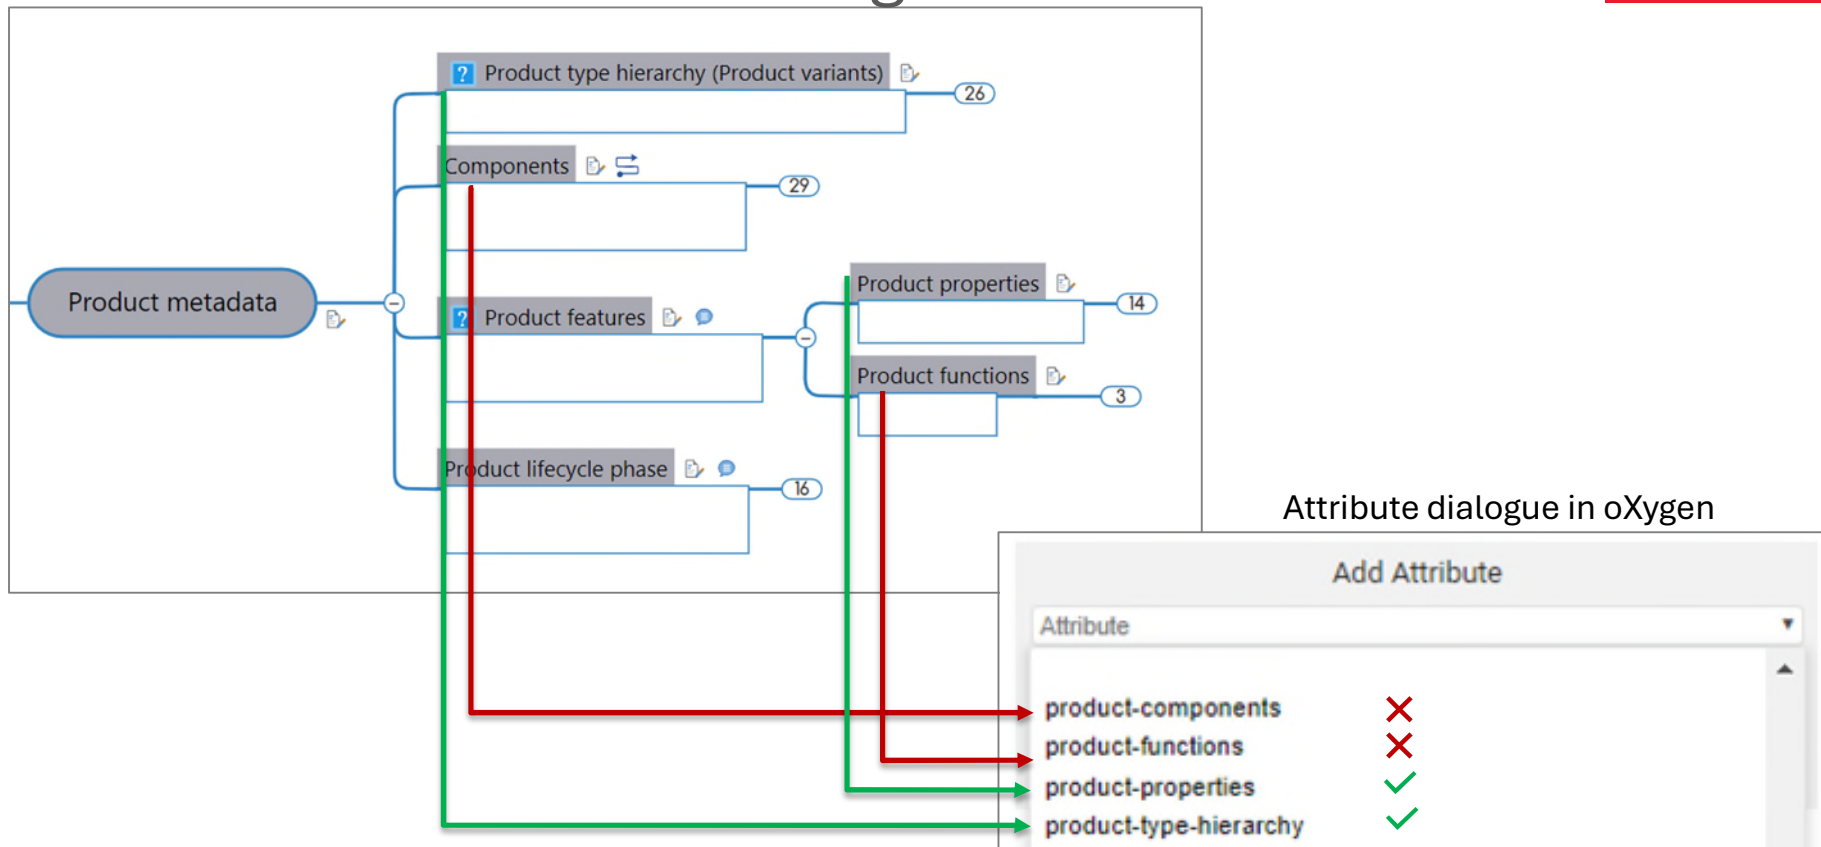 Product type hierarchy (Product variants)
26
Components
29
Product metadata
Product features
Product properties
14
Product functions
3
Product lifecycle phase
16
Attribute dialogue in oXygen
Add Attribute
Attribute
product-components
product-functions
product-properties
product-type-hierarchy